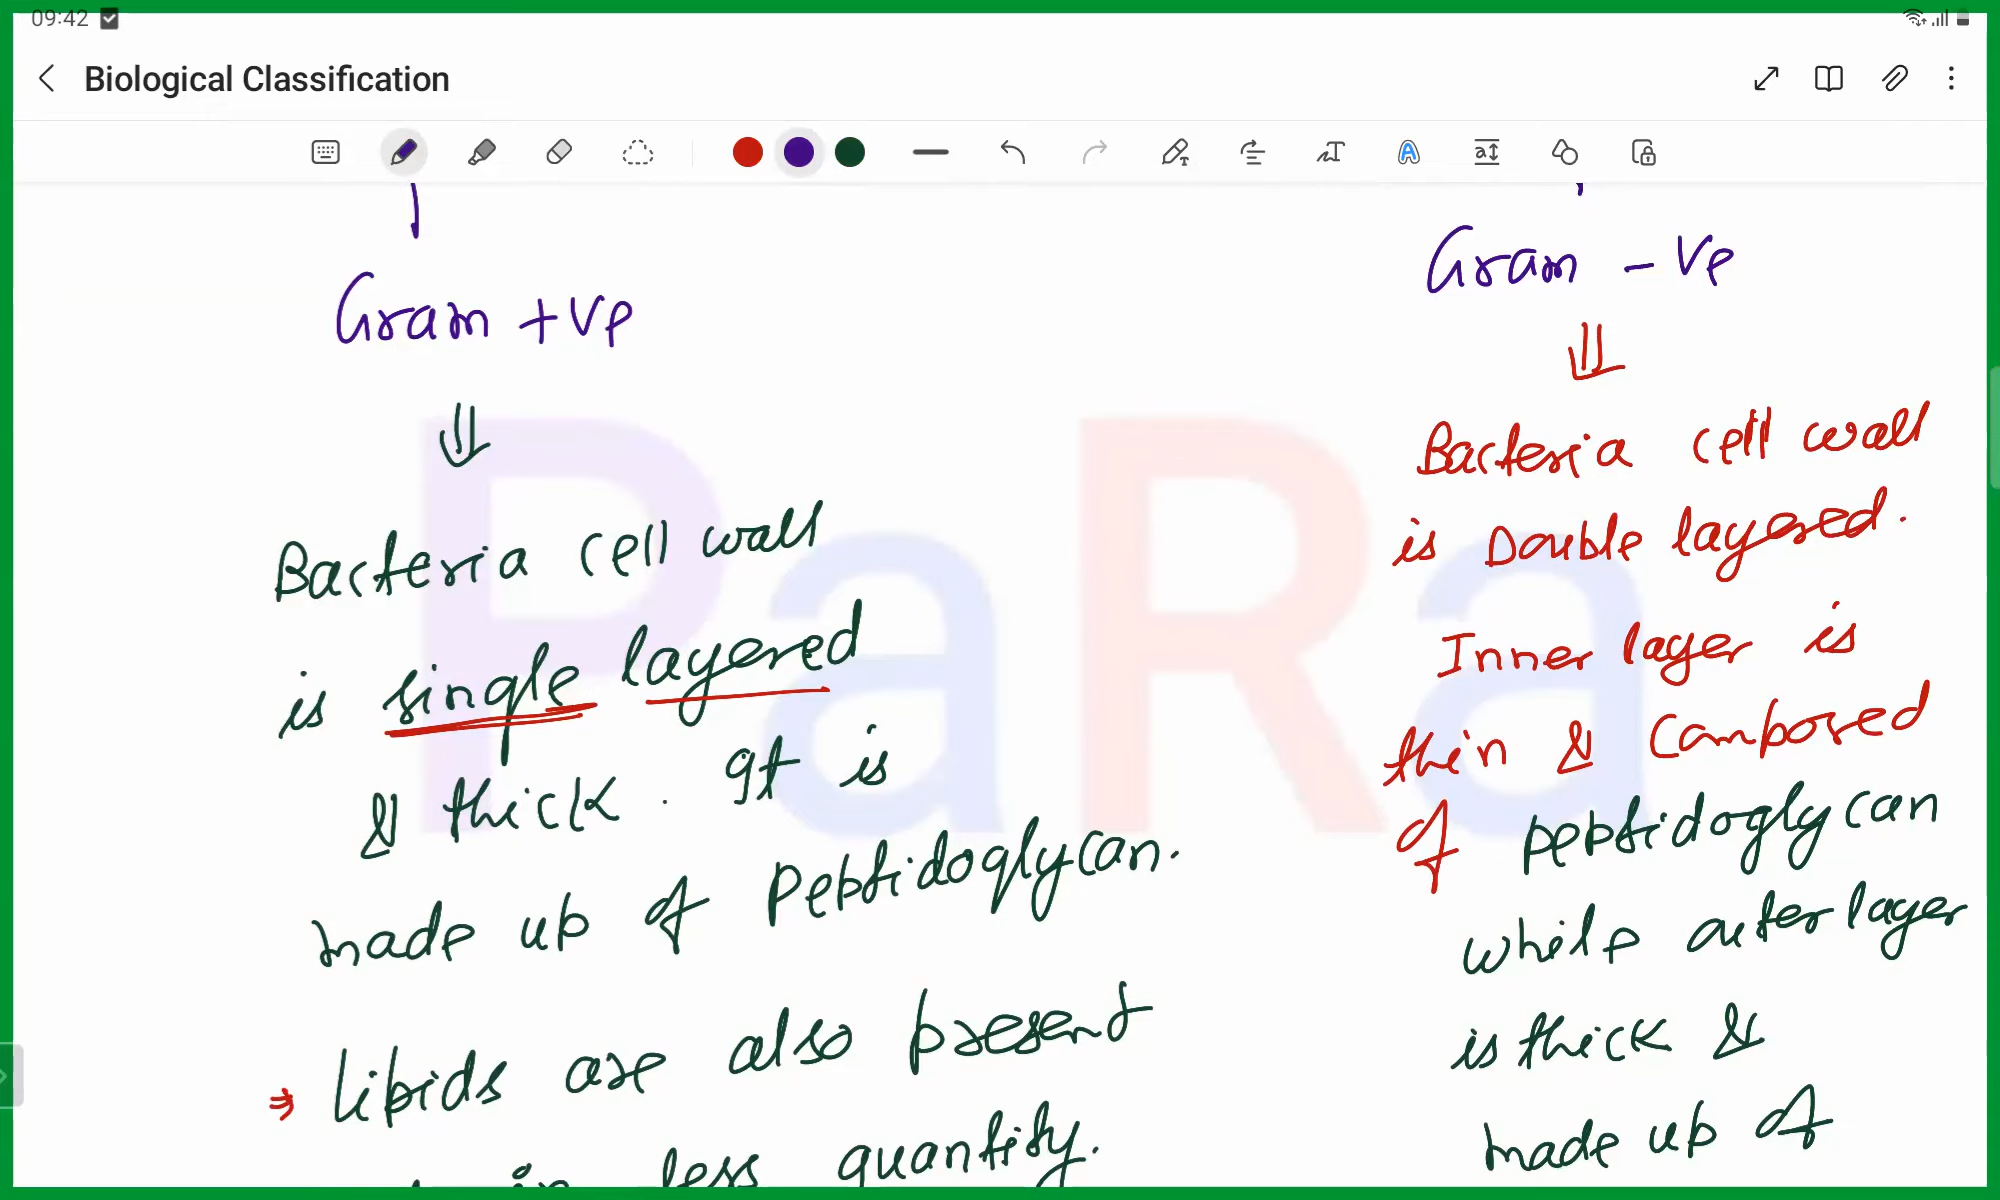 09:42
Biological Classification
Gram +ve
Bacteria cell wall
is single layered
& thick. It is
made up of Peptidoglycan.
⇒ lipids are also present
in less quantity.
Gram -ve
Bacteria cell wall
is Double layered.
Inner layer is
thin & Composed
of peptidoglycan
while outer layer
is thick &
made up of
PaRa